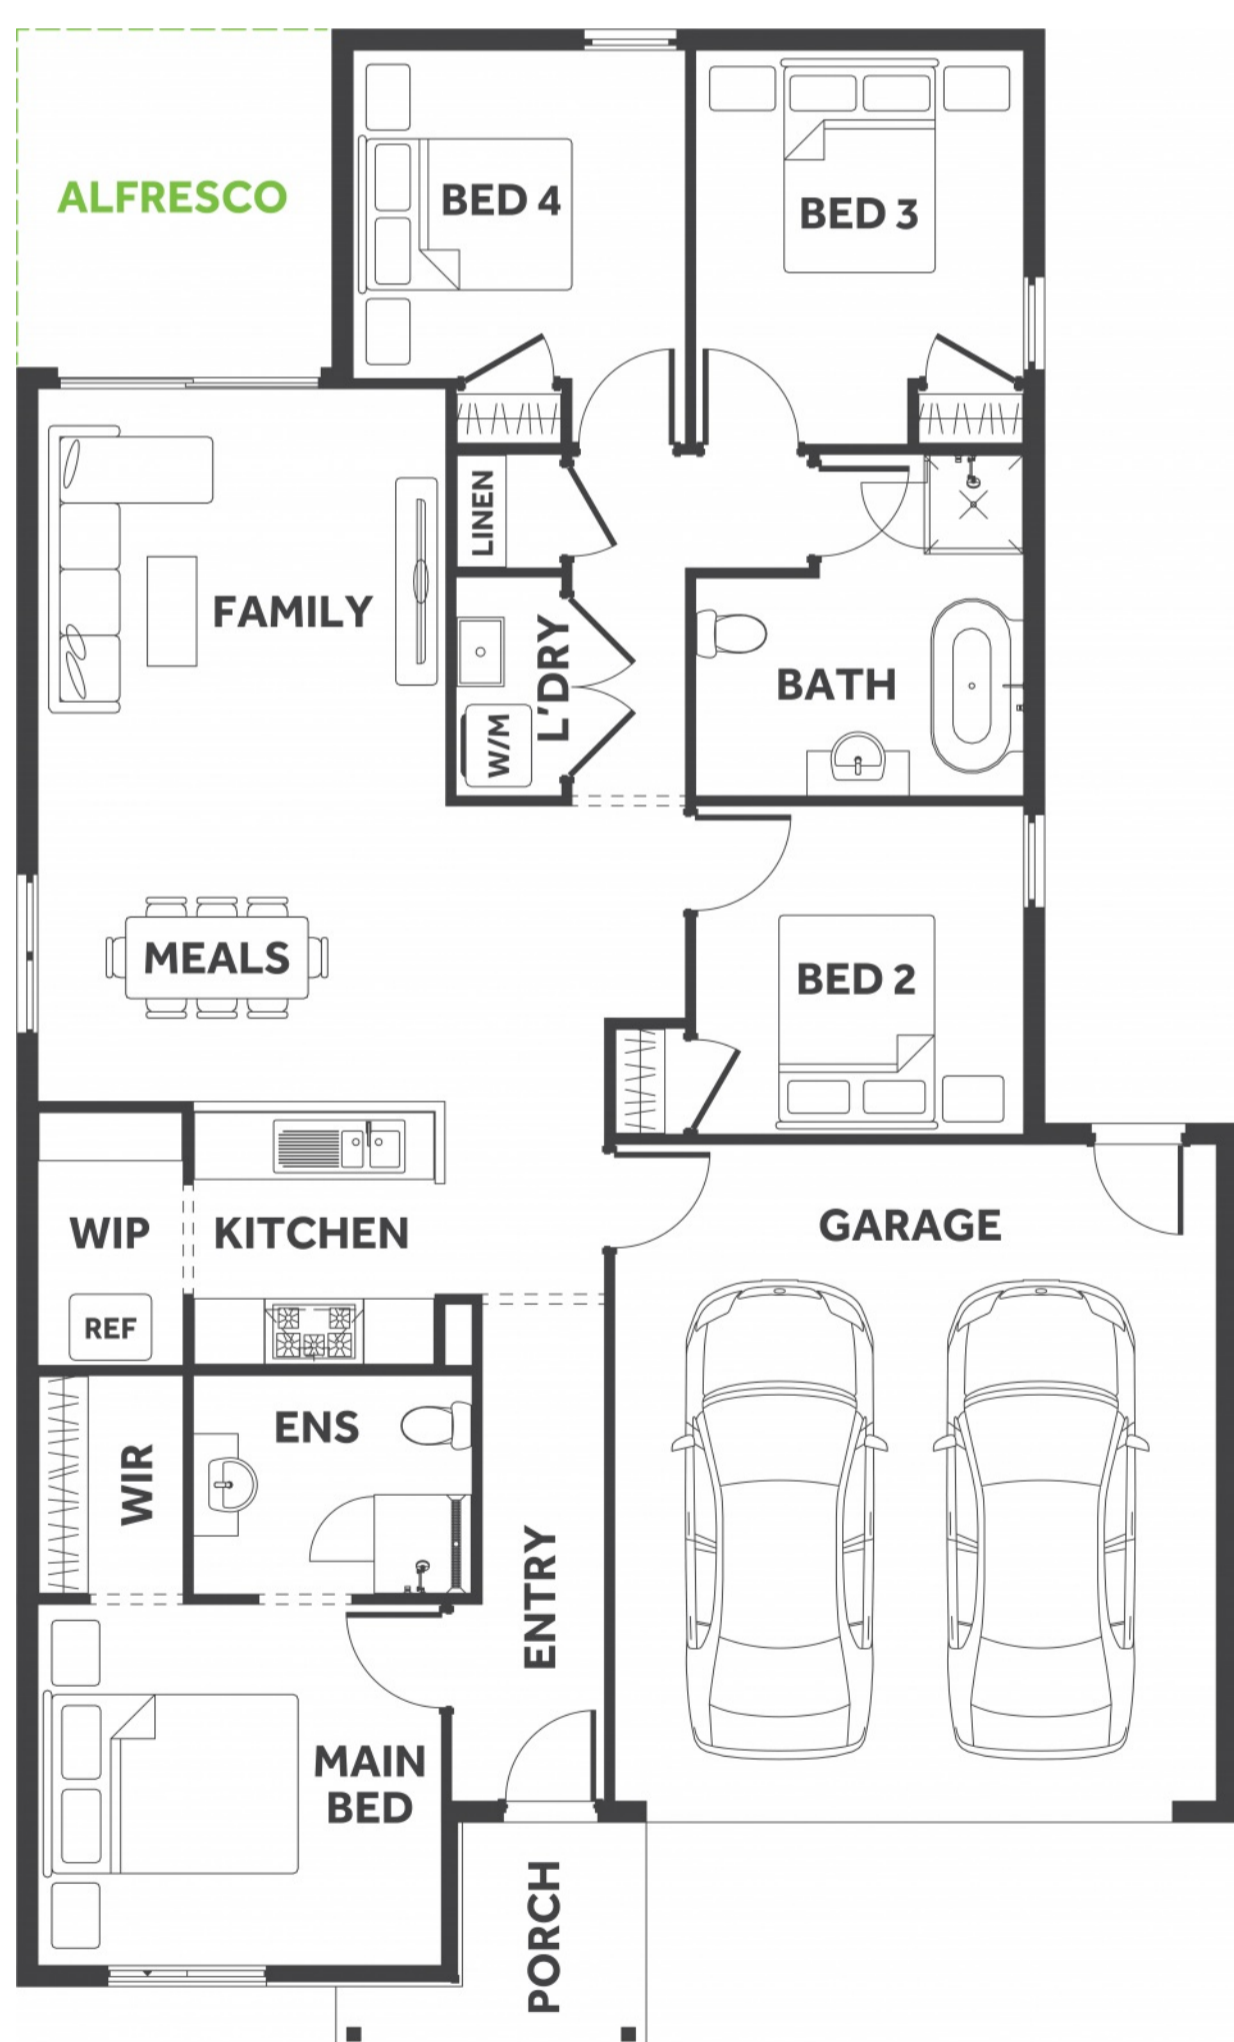 ALFRESCO
BED 4
BED 3
LINEN
FAMILY
L'DRY
W/M
BATH
MEALS
BED 2
WIP
KITCHEN
GARAGE
REF
ENS
WIR
ENTRY
MAIN
BED
PORCH